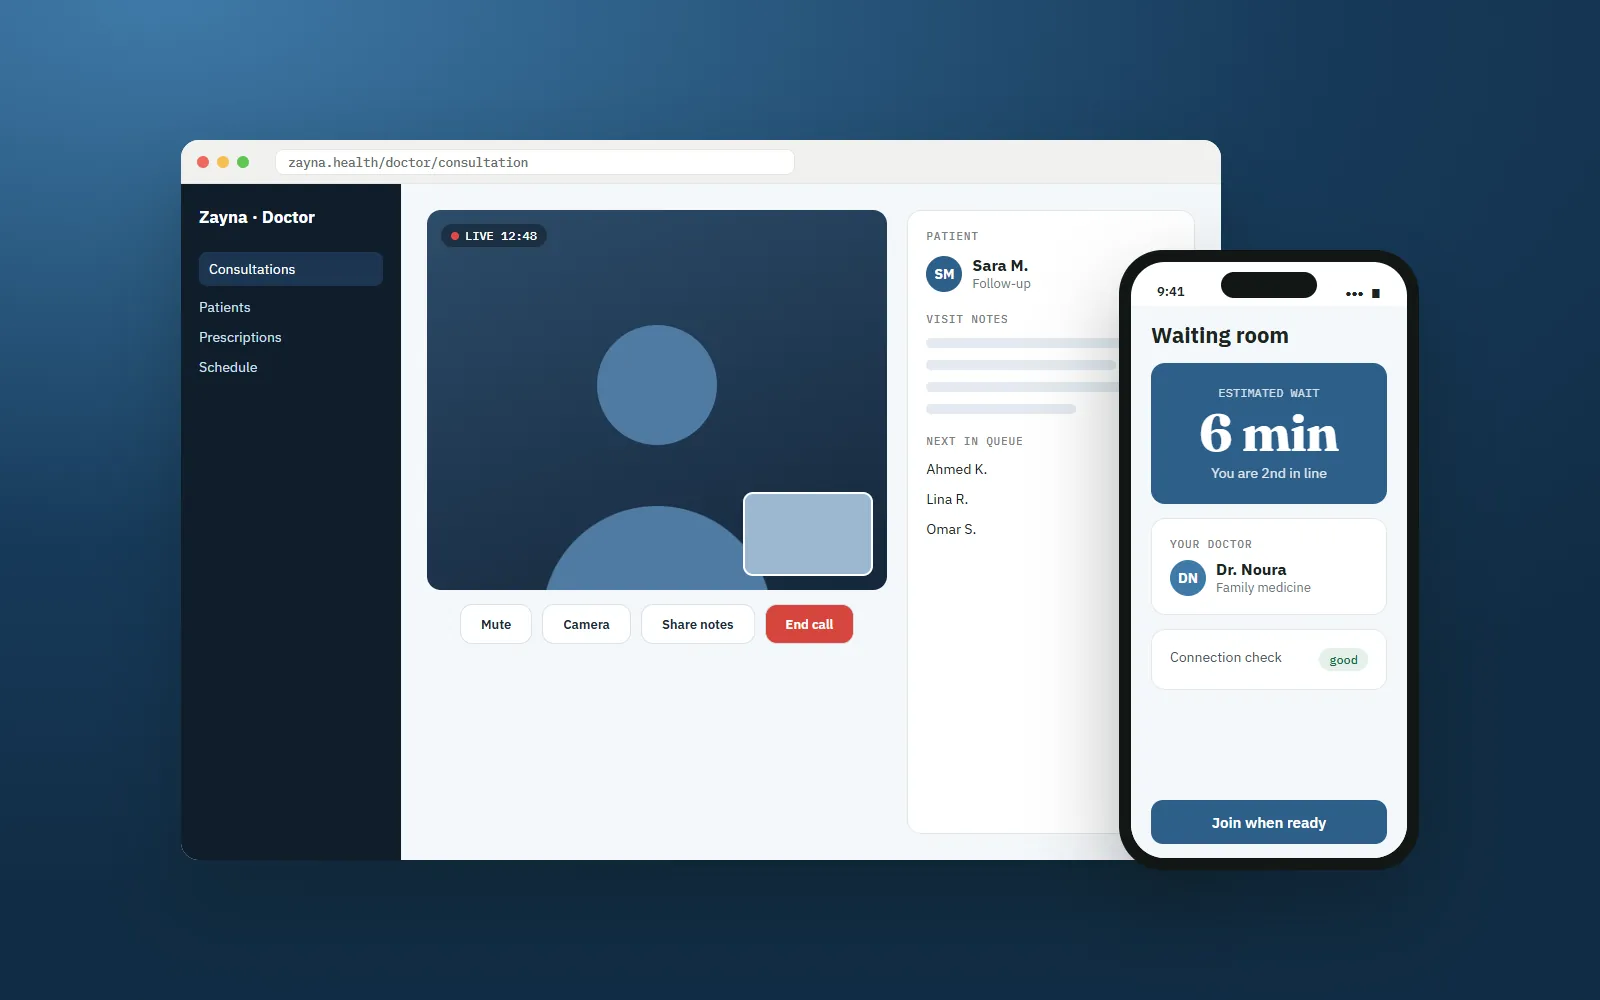 zayna.health/doctor/consultation
Zayna · Doctor
Consultations
Patients
Prescriptions
Schedule
LIVE 12:48
Mute
Camera
Share notes
End call
PATIENT
SM
Sara M.
Follow-up
VISIT NOTES
NEXT IN QUEUE
Ahmed K.
Lina R.
Omar S.
9:41
Waiting room
ESTIMATED WAIT
6 min
You are 2nd in line
YOUR DOCTOR
DN
Dr. Noura
Family medicine
Connection check
good
Join when ready